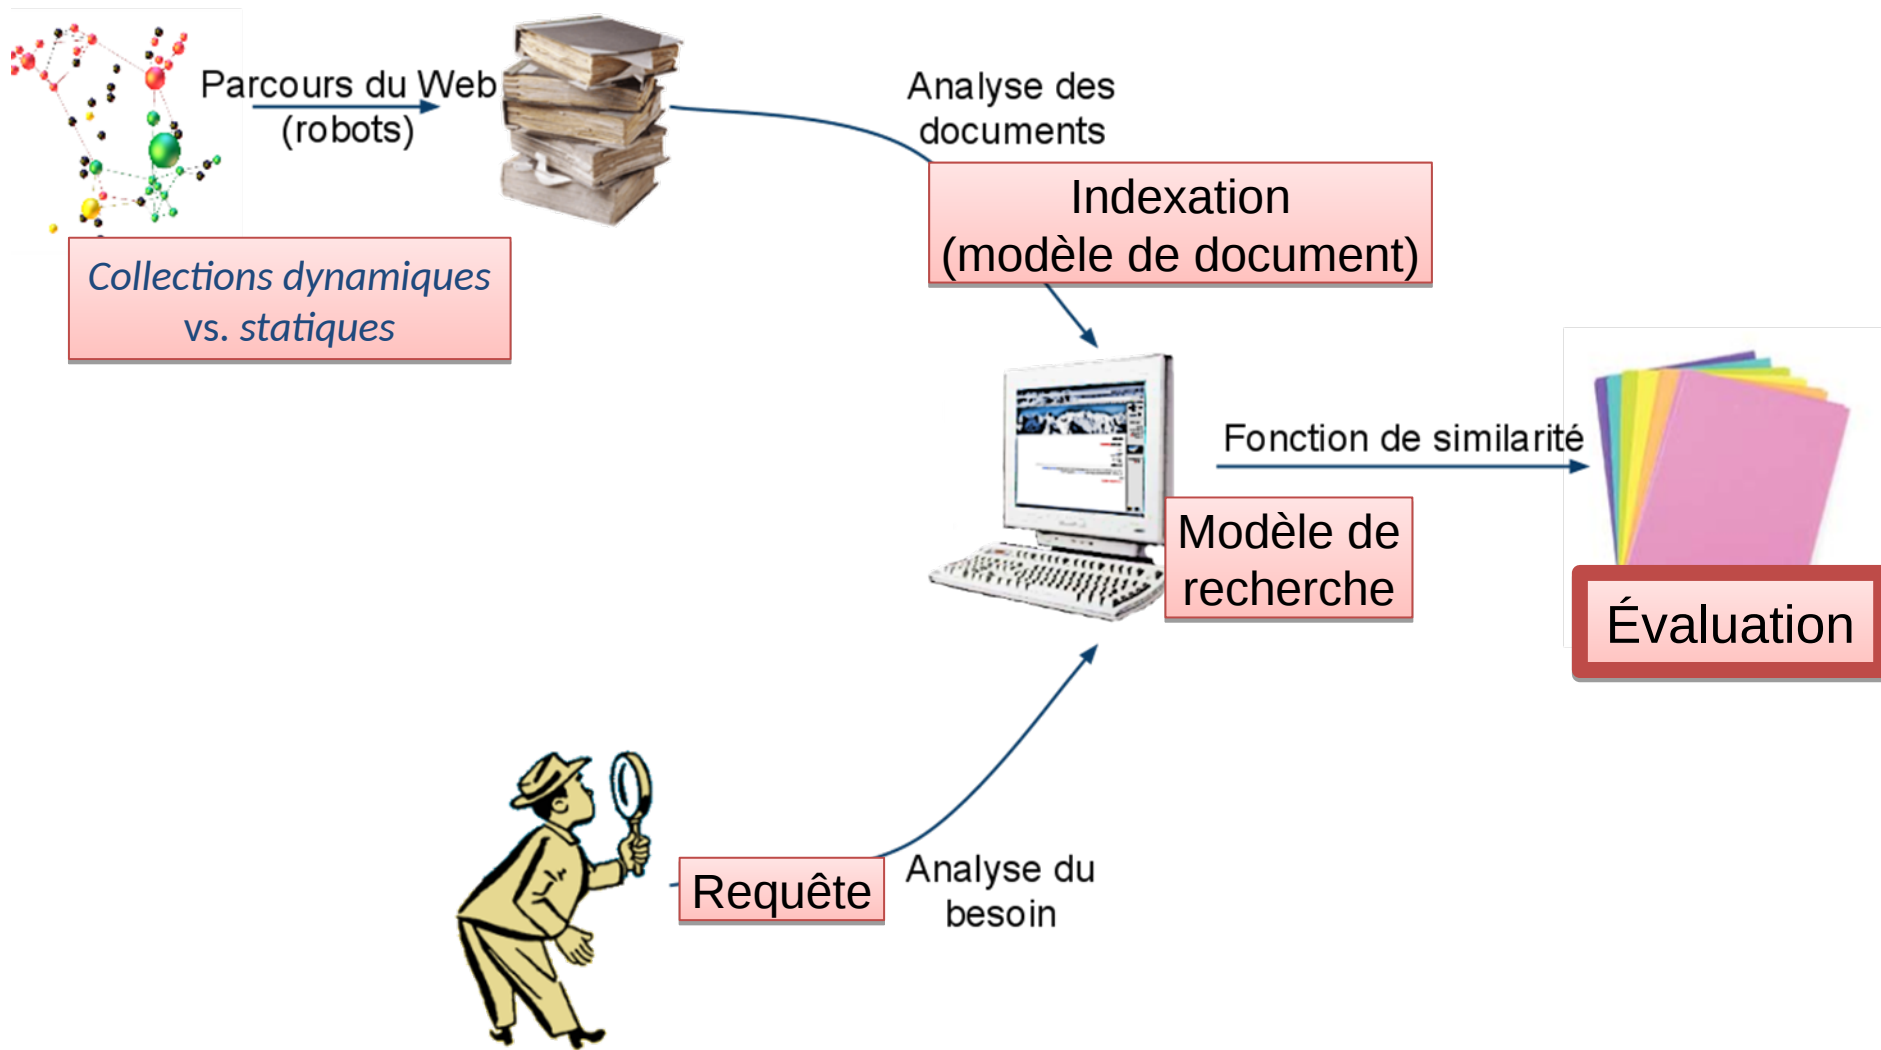 Parcours du Web
(robots)
Collections dynamiques
vs. statiques
Analyse des
documents
Indexation
(modèle de document)
Fonction de similarité
Modèle de
recherche
Évaluation
Requête
Analyse du
besoin